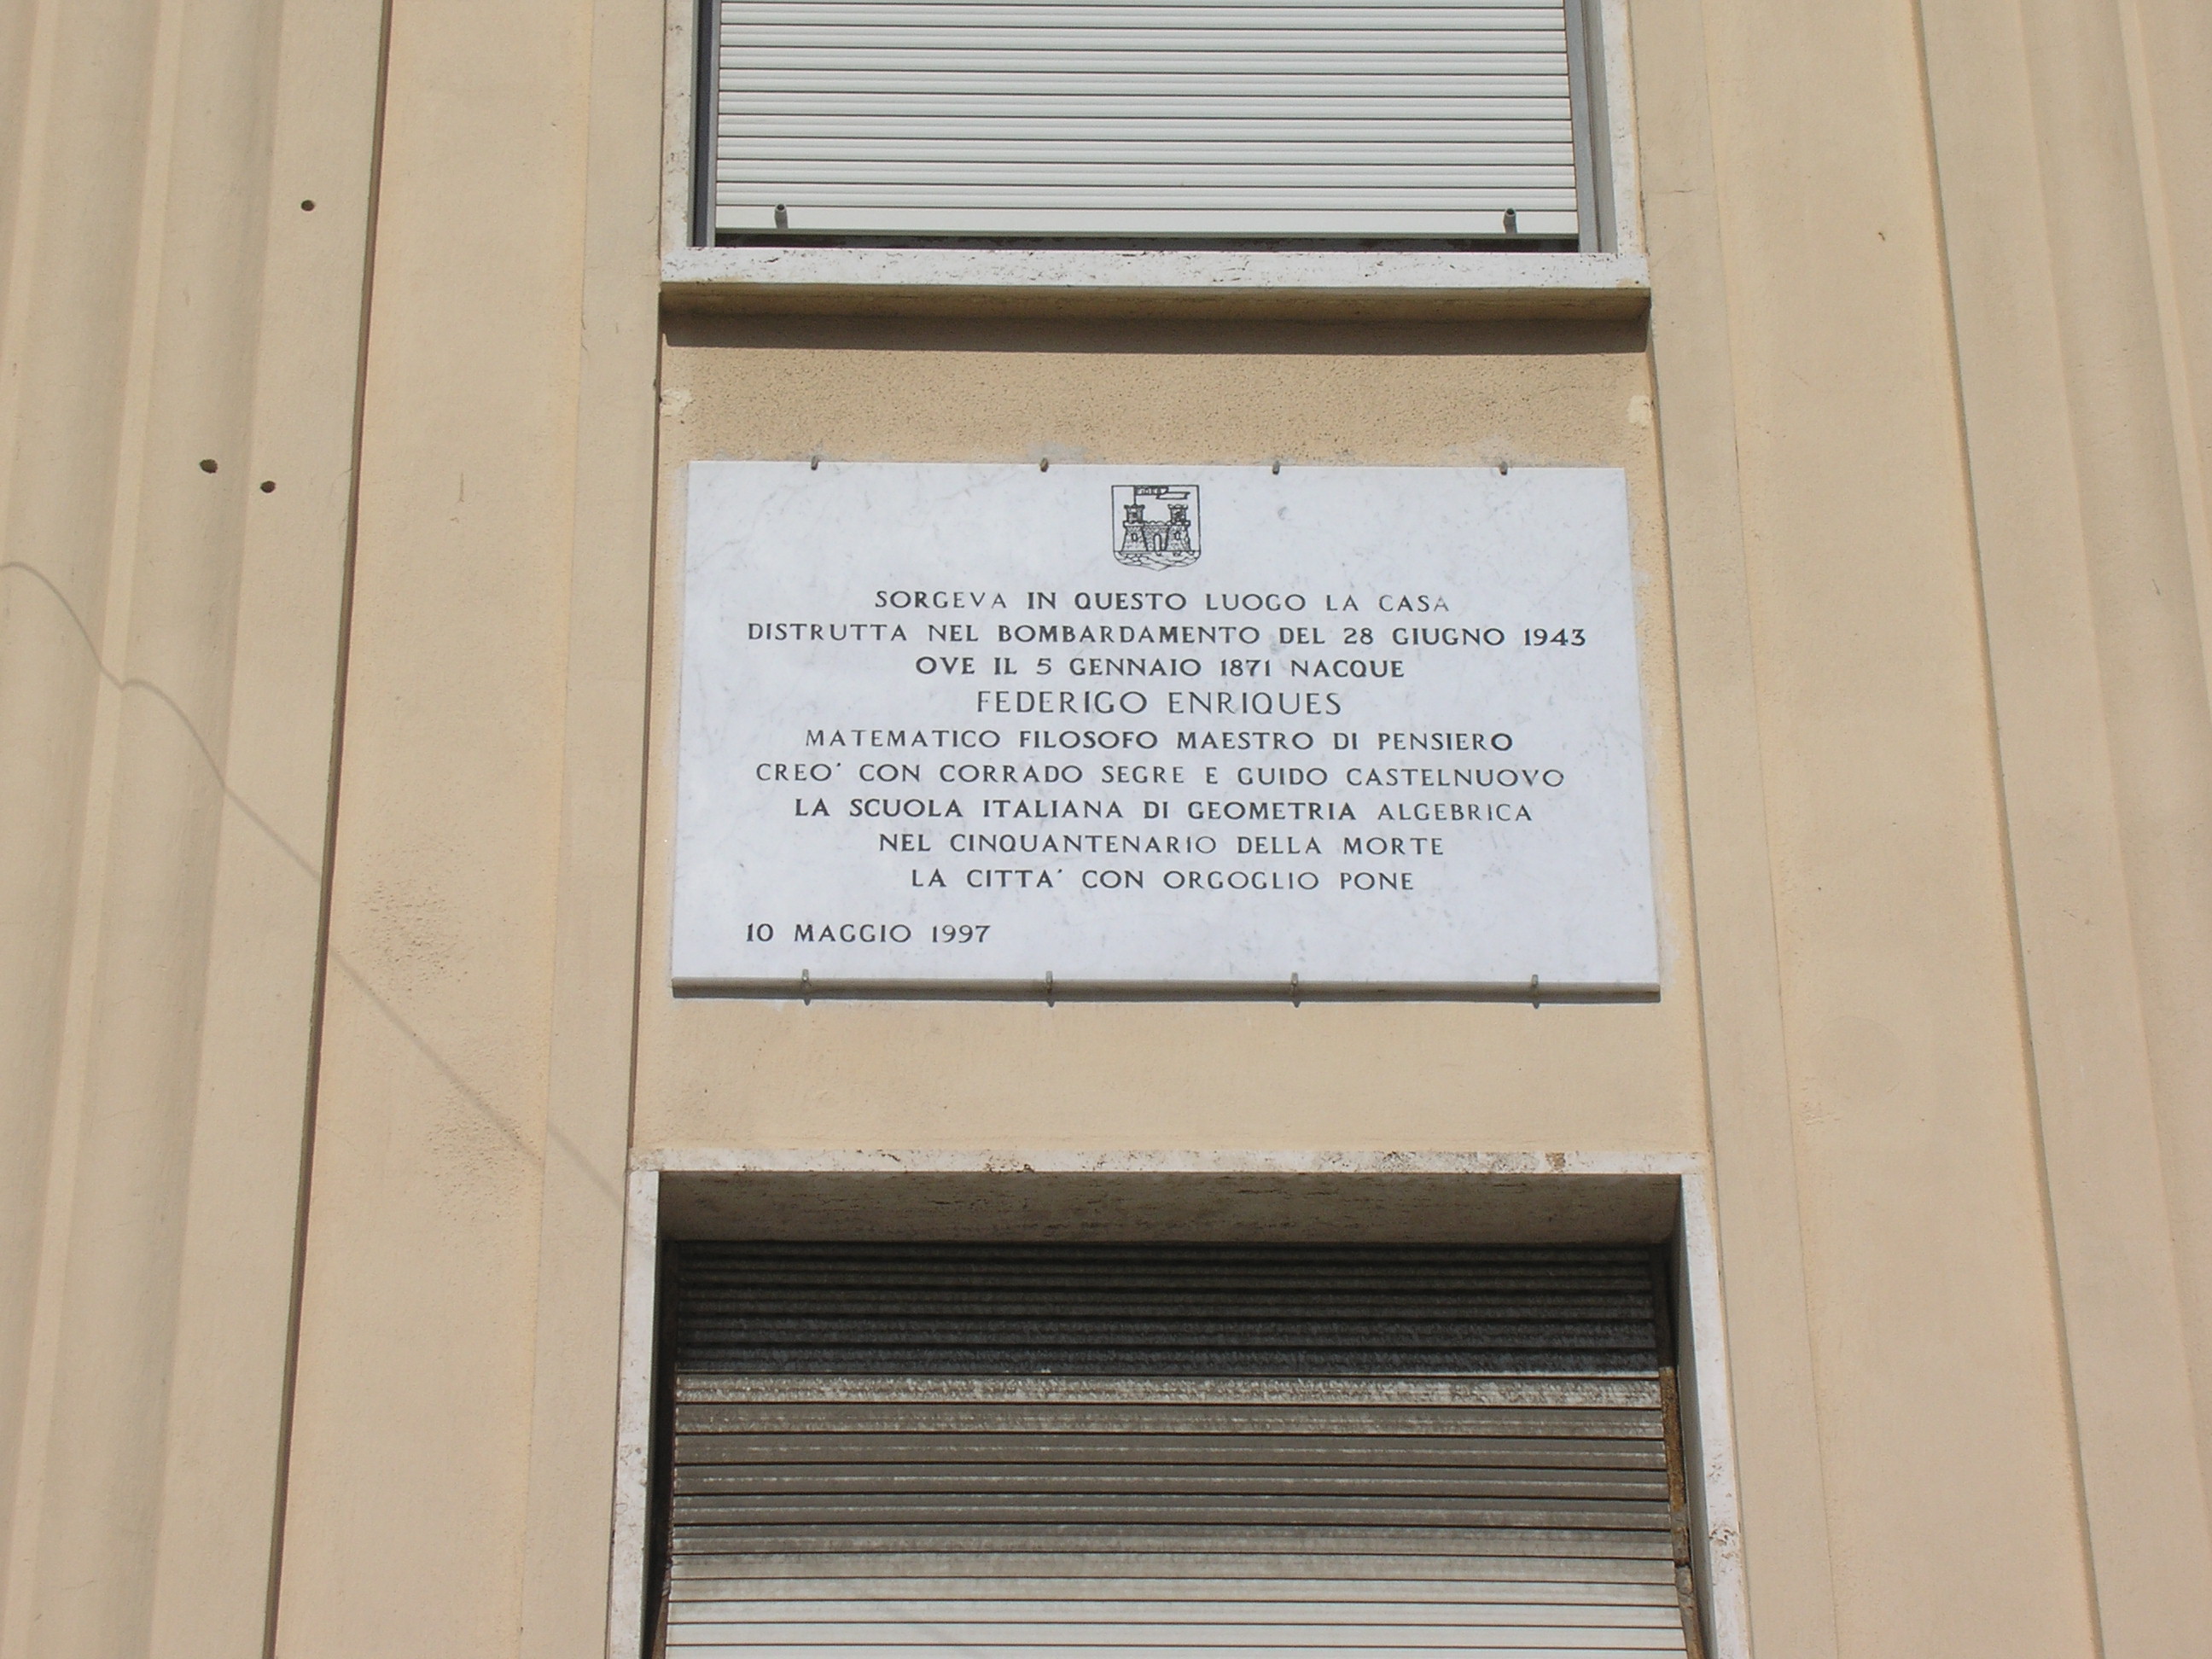 FIDES
SORGEVA IN QUESTO LUOGO LA CASA
DISTRUTTA NEL BOMBARDAMENTO DEL 28 GIUGNO 1943
OVE IL 5 GENNAIO 1871 NACQUE
FEDERIGO ENRIQUES
MATEMATICO FILOSOFO MAESTRO DI PENSIERO
CREO' CON CORRADO SEGRE E GUIDO CASTELNUOVO
LA SCUOLA ITALIANA DI GEOMETRIA ALGEBRICA
NEL CINQUANTENARIO DELLA MORTE
LA CITTA' CON ORGOGLIO PONE
10 MAGGIO 1997